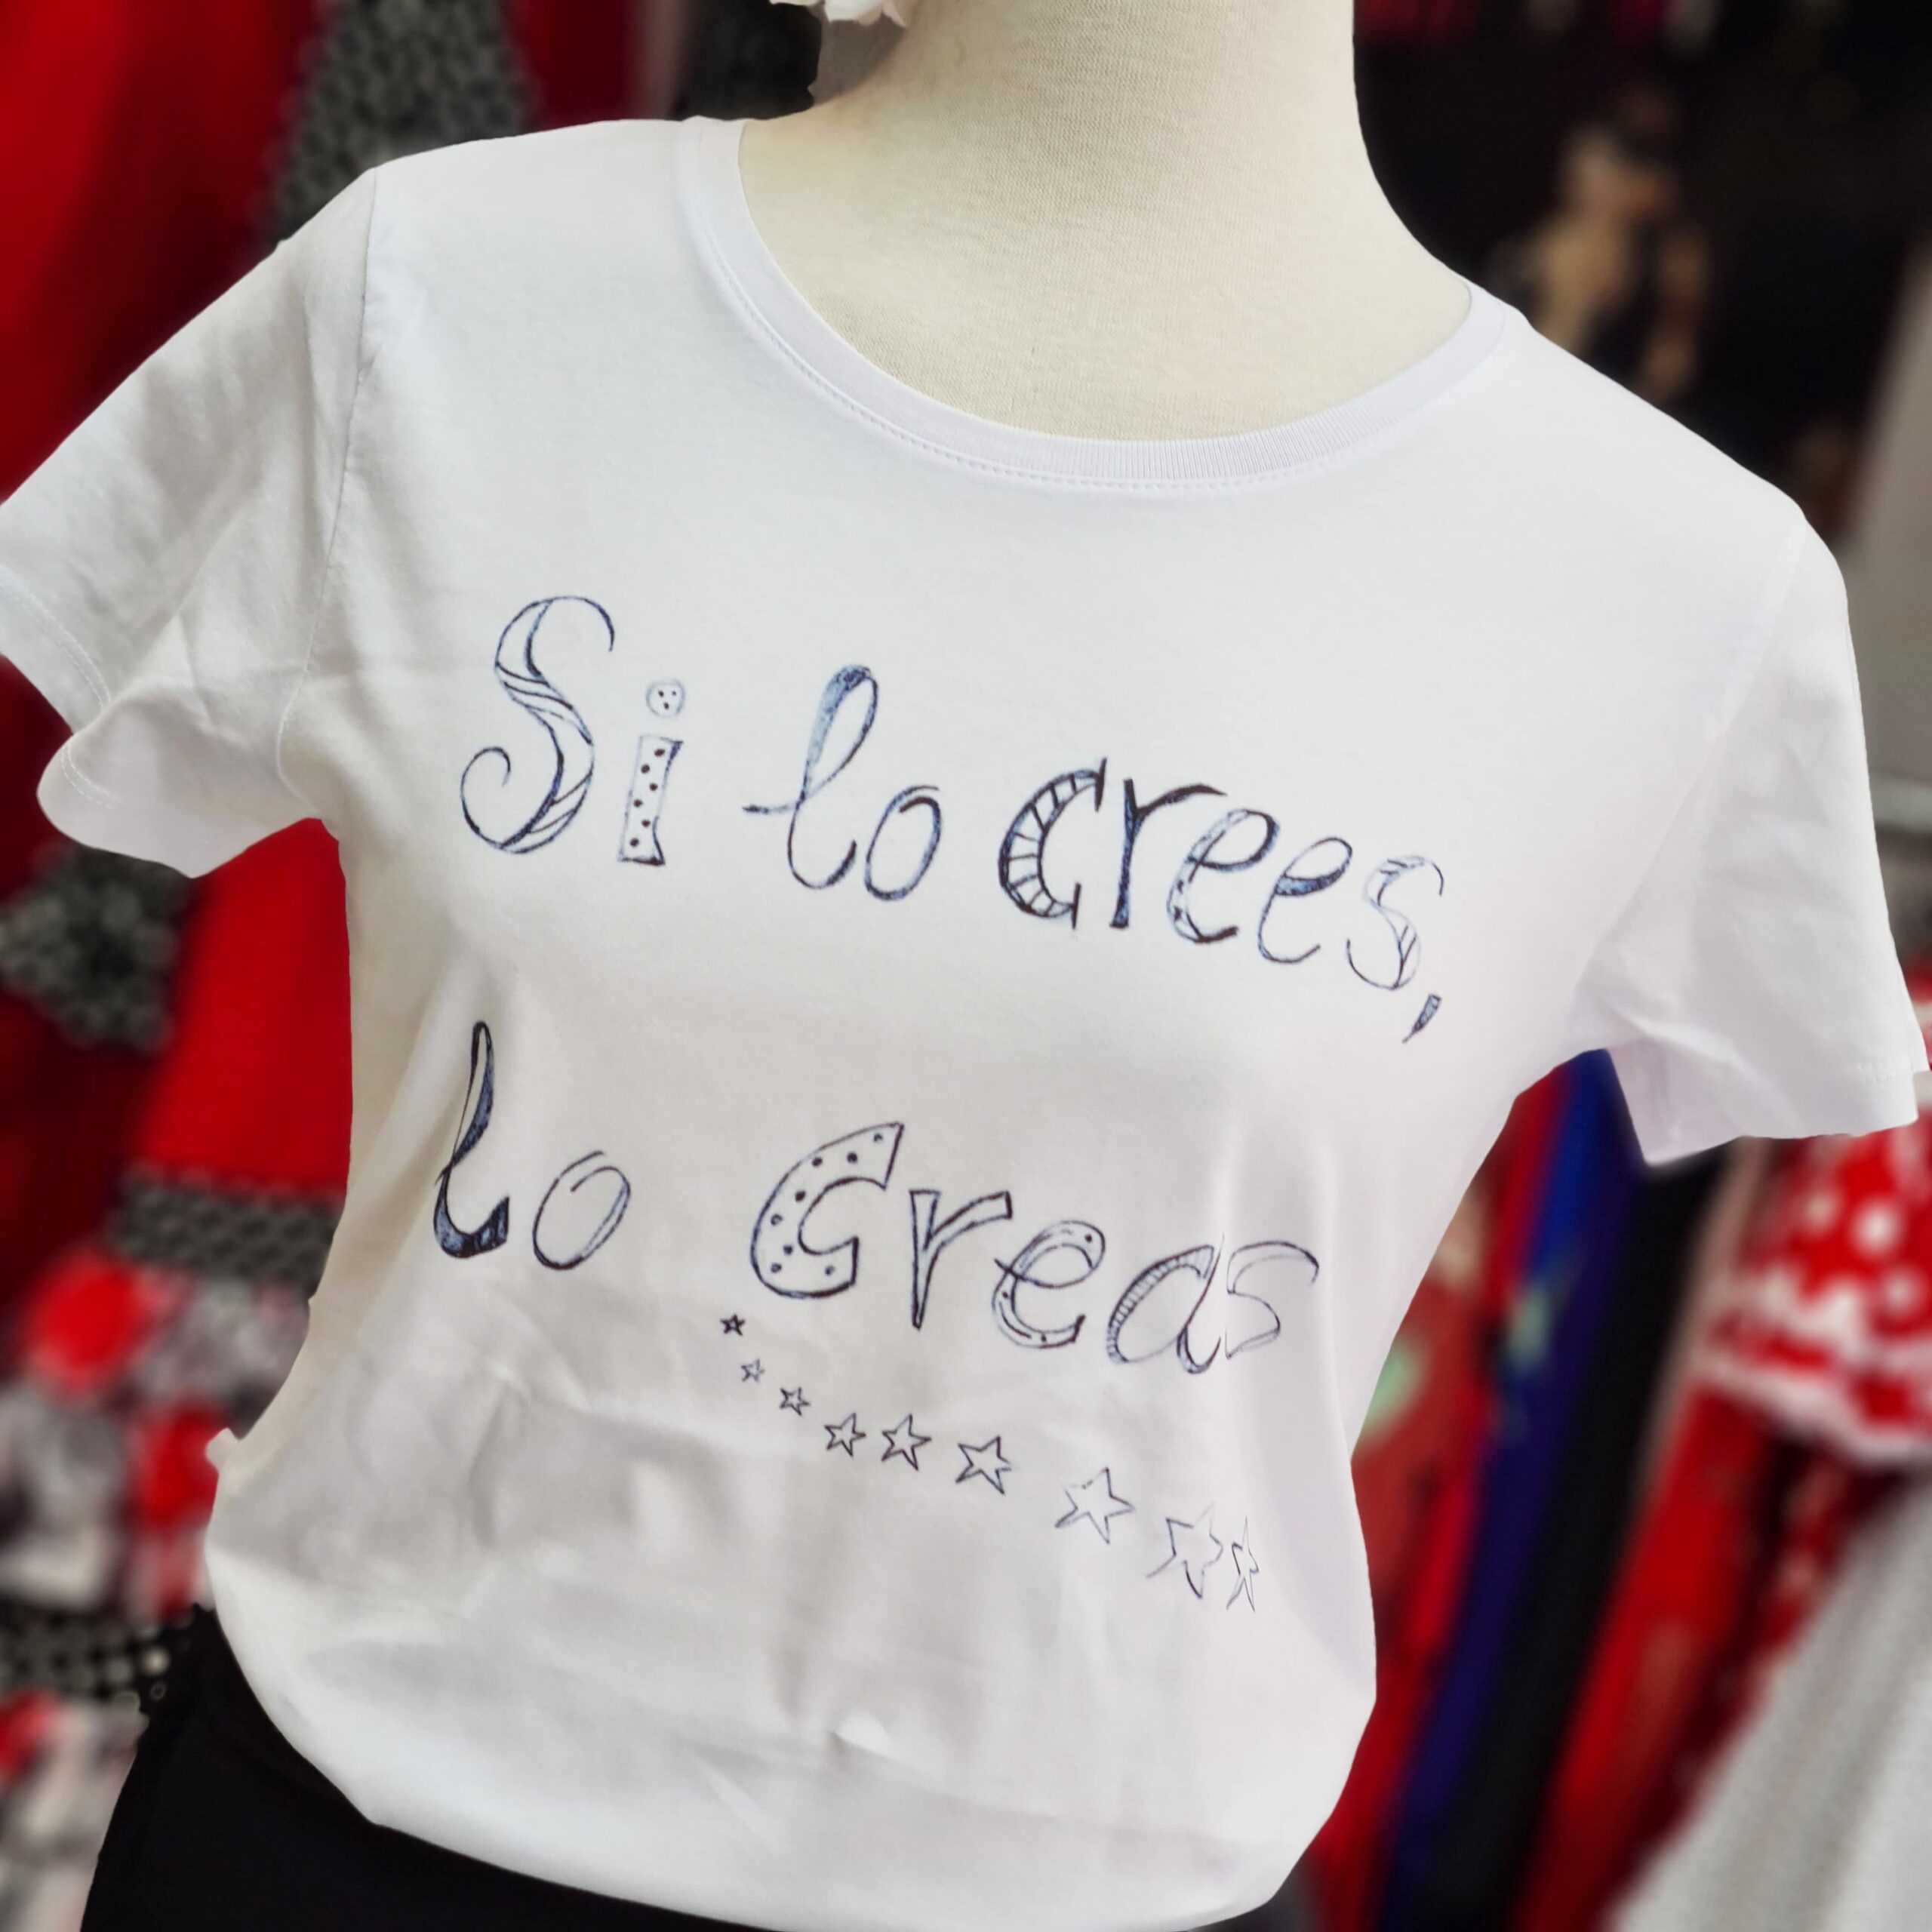 Si lo crees,
lo creas